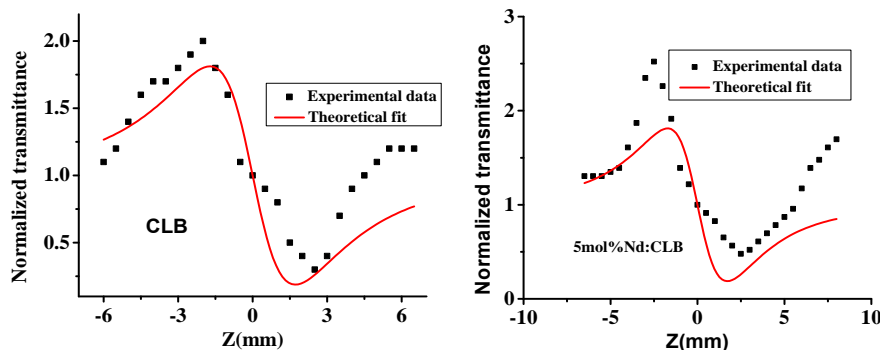 Normalized transmittance
2.0
1.5
1.0
0.5
-6
-3
0
3
6
Z(mm)
Experimental data
Theoretical fit
CLB
Normalized transmittance
3
2
1
0
-10
-5
0
5
10
Z(mm)
Experimental data
Theoretical fit
5mol%Nd:CLB